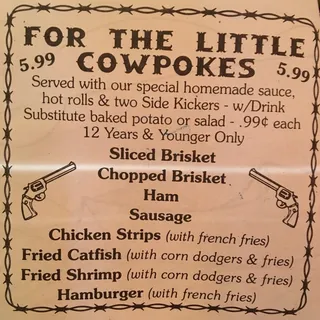 FOR THE LITTLE
5.99 COWPOKES 5.99
Served with our special homemade sauce,
hot rolls & two Side Kickers - w/Drink
Substitute baked potato or salad - .99¢ each
12 Years & Younger Only
Sliced Brisket
Chopped Brisket
Ham
Sausage
Chicken Strips (with french fries)
Fried Catfish (with corn dodgers & fries)
Fried Shrimp (with corn dodgers & fries)
Hamburger (with french fries)